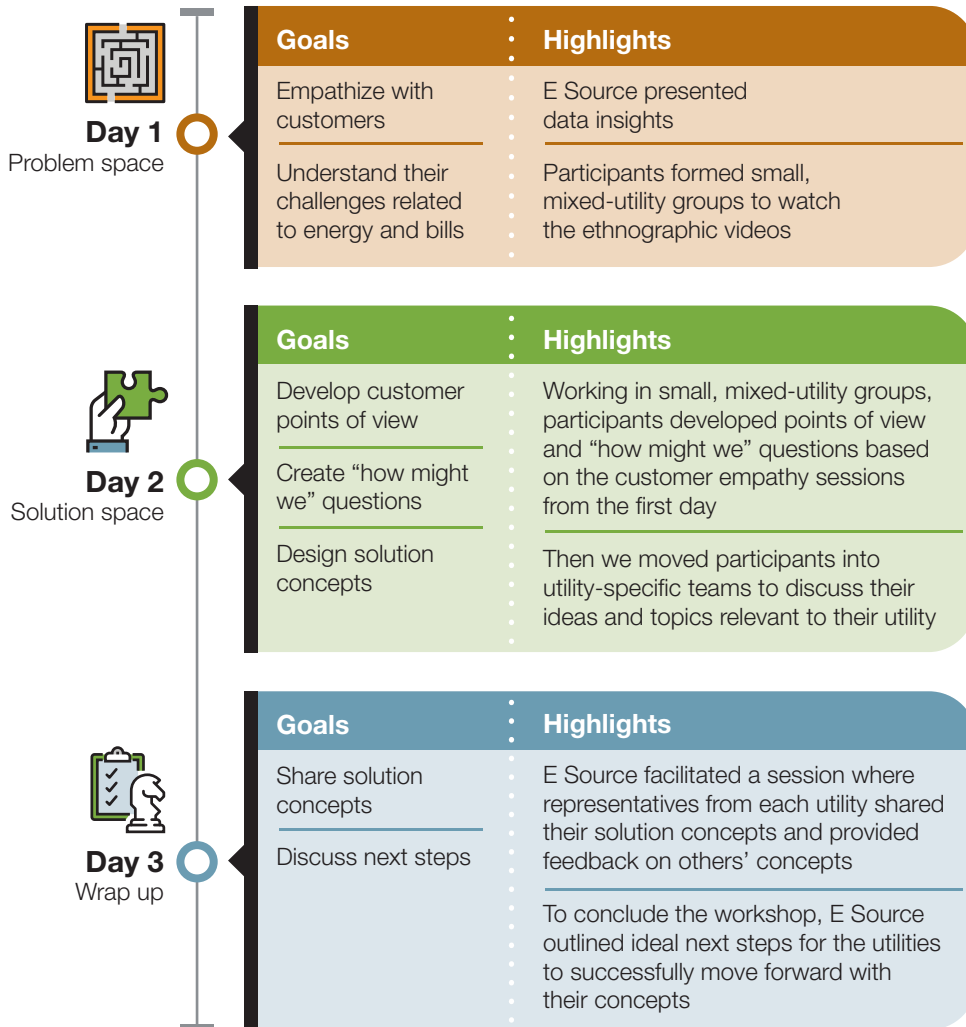 Day 1
Problem space
Goals
Highlights
Empathize with
customers
E Source presented
data insights
Understand their
challenges related
to energy and bills
Participants formed small,
mixed-utility groups to watch
the ethnographic videos
Day 2
Solution space
Goals
Highlights
Develop customer
points of view
Create “how might
we” questions
Design solution
concepts
Working in small, mixed-utility groups,
participants developed points of view
and “how might we” questions based
on the customer empathy sessions
from the first day
Then we moved participants into
utility-specific teams to discuss their
ideas and topics relevant to their utility
Day 3
Wrap up
Goals
Highlights
Share solution
concepts
Discuss next steps
E Source facilitated a session where
representatives from each utility shared
their solution concepts and provided
feedback on others’ concepts
To conclude the workshop, E Source
outlined ideal next steps for the utilities
to successfully move forward with
their concepts